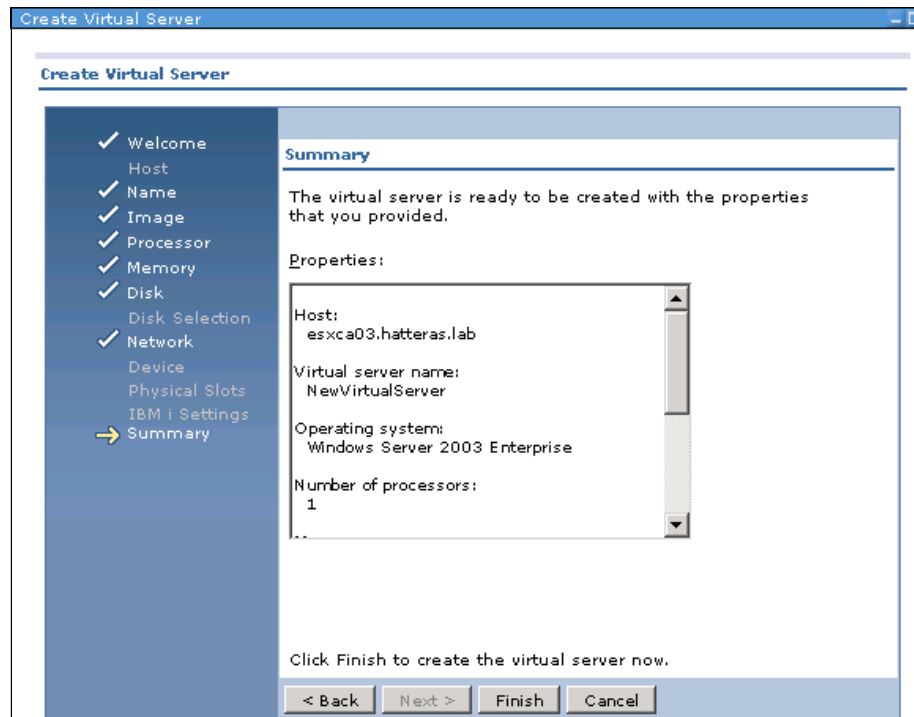 Create Virtual Server
Create Virtual Server
Welcome
Host
Name
Image
Processor
Memory
Disk
Disk Selection
Network
Device
Physical Slots
IBM i Settings
Summary
Summary
The virtual server is ready to be created with the properties
that you provided.
Properties:
Host:
esxca03.hatteras.lab
Virtual server name:
NewVirtualServer
Operating system:
Windows Server 2003 Enterprise
Number of processors:
1
Click Finish to create the virtual server now.
< Back Next > Finish Cancel